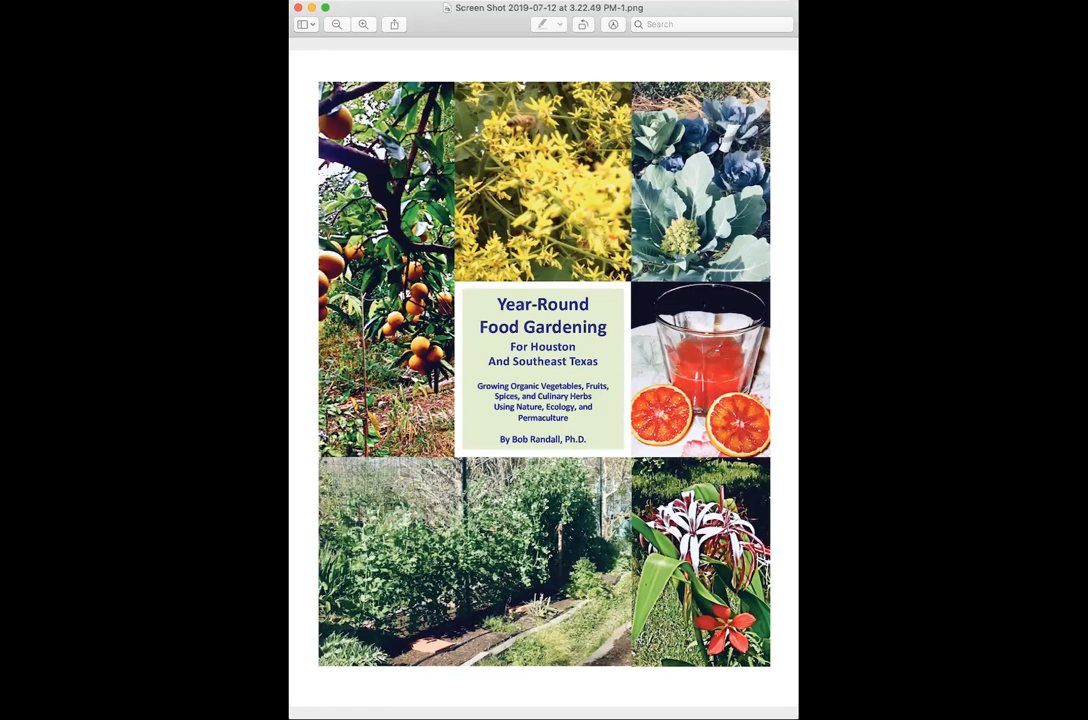 Screen Shot 2019-07-12 at 3.22.49 PM-1.png
Search
Year-Round
Food Gardening
For Houston
And Southeast Texas
Growing Organic Vegetables, Fruits,
Spices, and Culinary Herbs
Using Nature, Ecology, and
Permaculture
By Bob Randall, Ph.D.